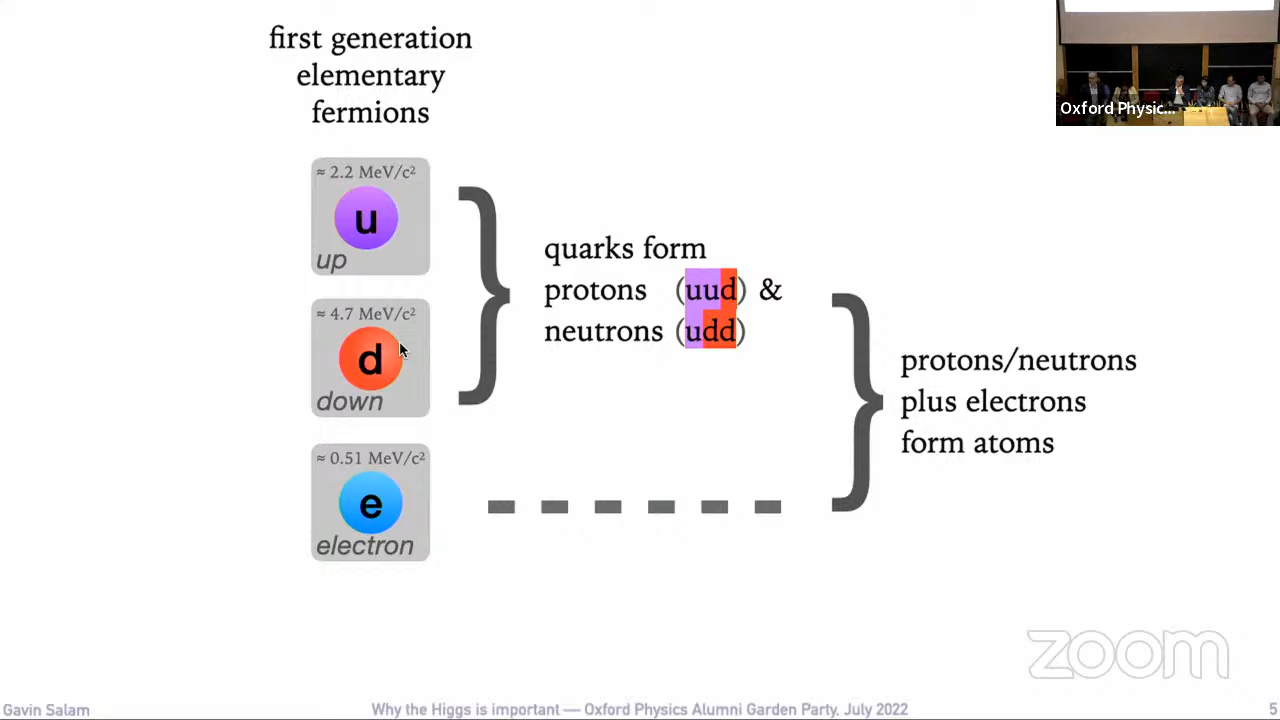 first generation
elementary
fermions
≈ 2.2 MeV/c²
u
up
≈ 4.7 MeV/c²
d
down
≈ 0.51 MeV/c²
e
electron
quarks form
protons (uud) &
neutrons (udd)
protons/neutrons
plus electrons
form atoms
Oxford Physic...
zoom
Gavin Salam
Why the Higgs is important — Oxford Physics Alumni Garden Party, July 2022
5